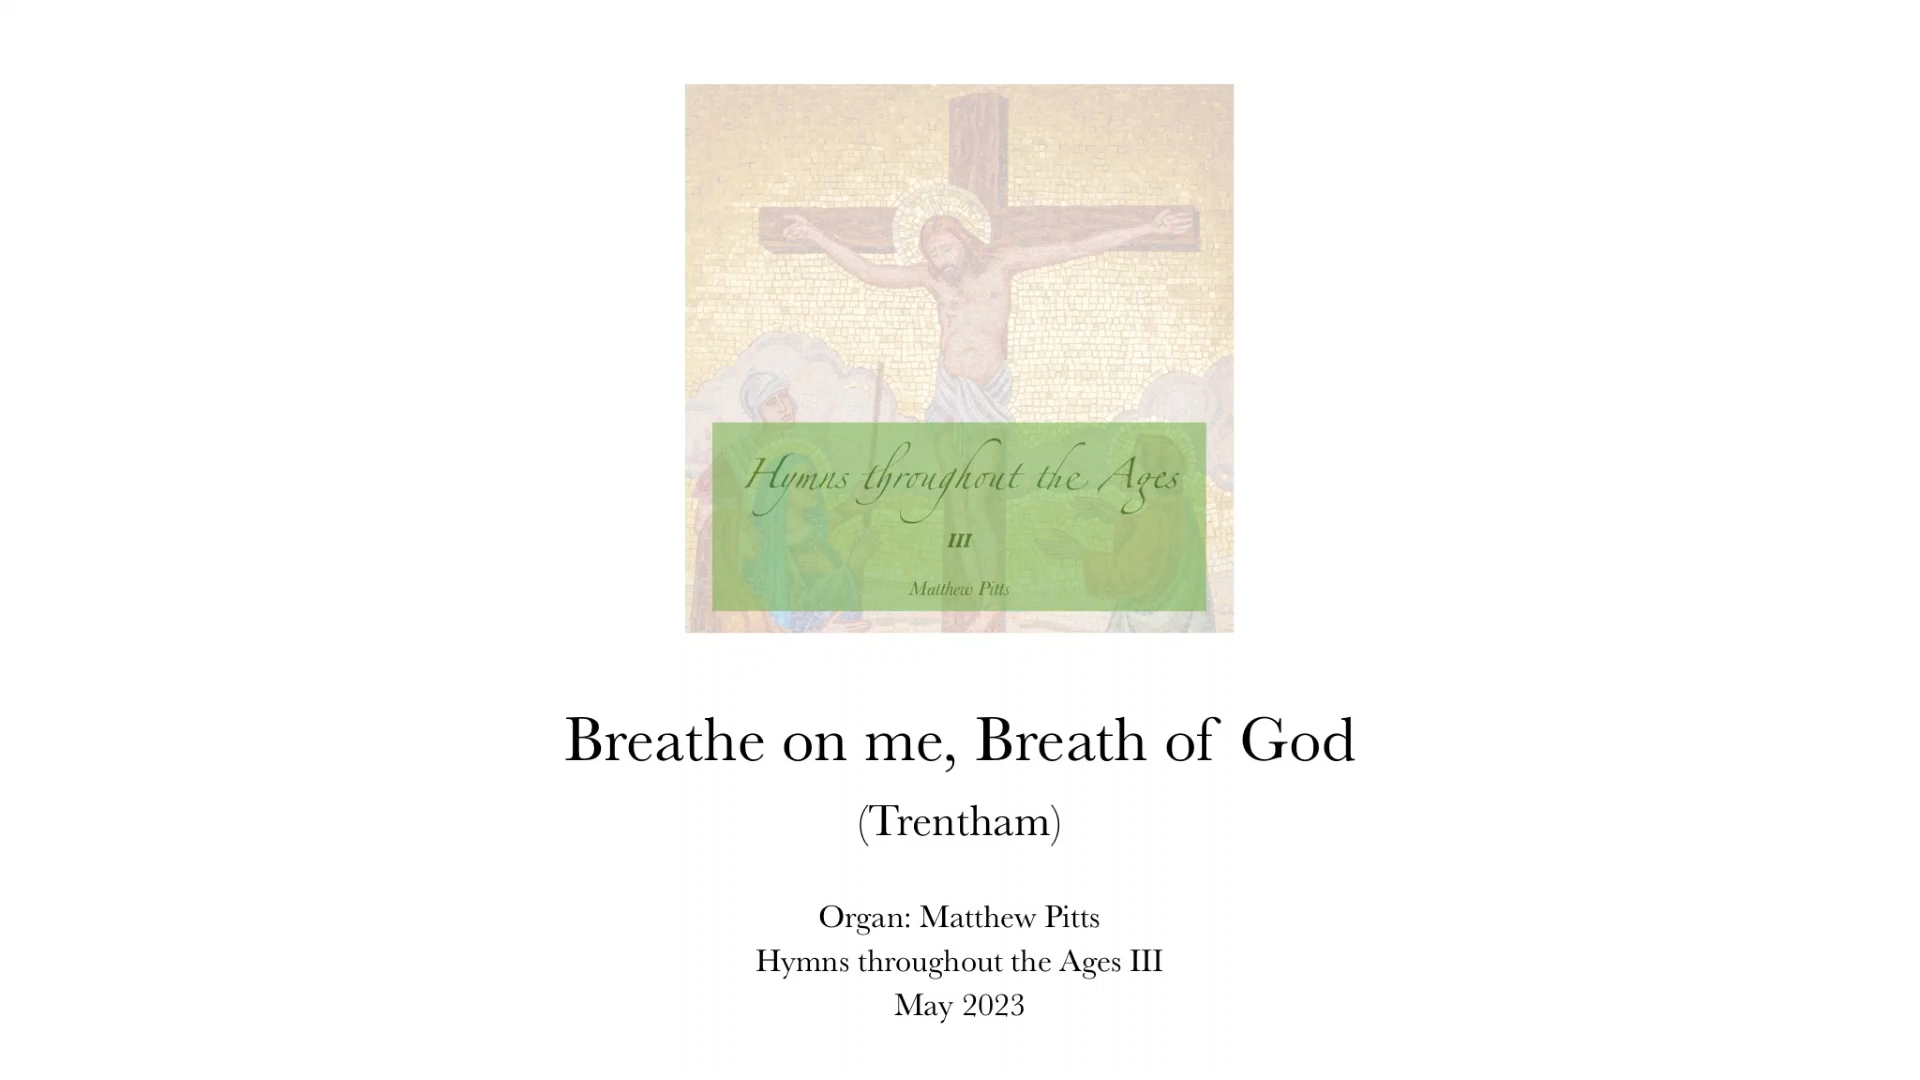 Hymns throughout the Ages
III
Matthew Pitts
Breathe on me, Breath of God
(Trentham)
Organ: Matthew Pitts
Hymns throughout the Ages III
May 2023